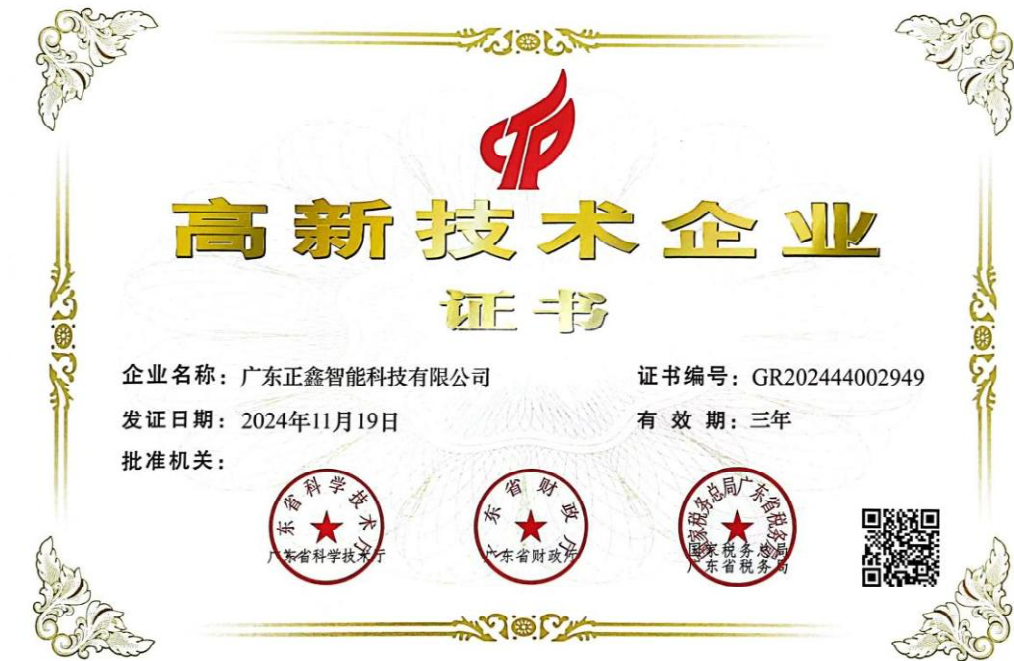 CTP
高新技术企业
证书
企业名称：广东正鑫智能科技有限公司
证书编号：GR202444002949
发证日期：2024年11月19日
有效期：三年
批准机关：
广东省科学技术厅
广东省科学技术厅
广东省财政厅
广东省财政厅
国家税务总局广东省税务局
国家税务总局
广东省税务局